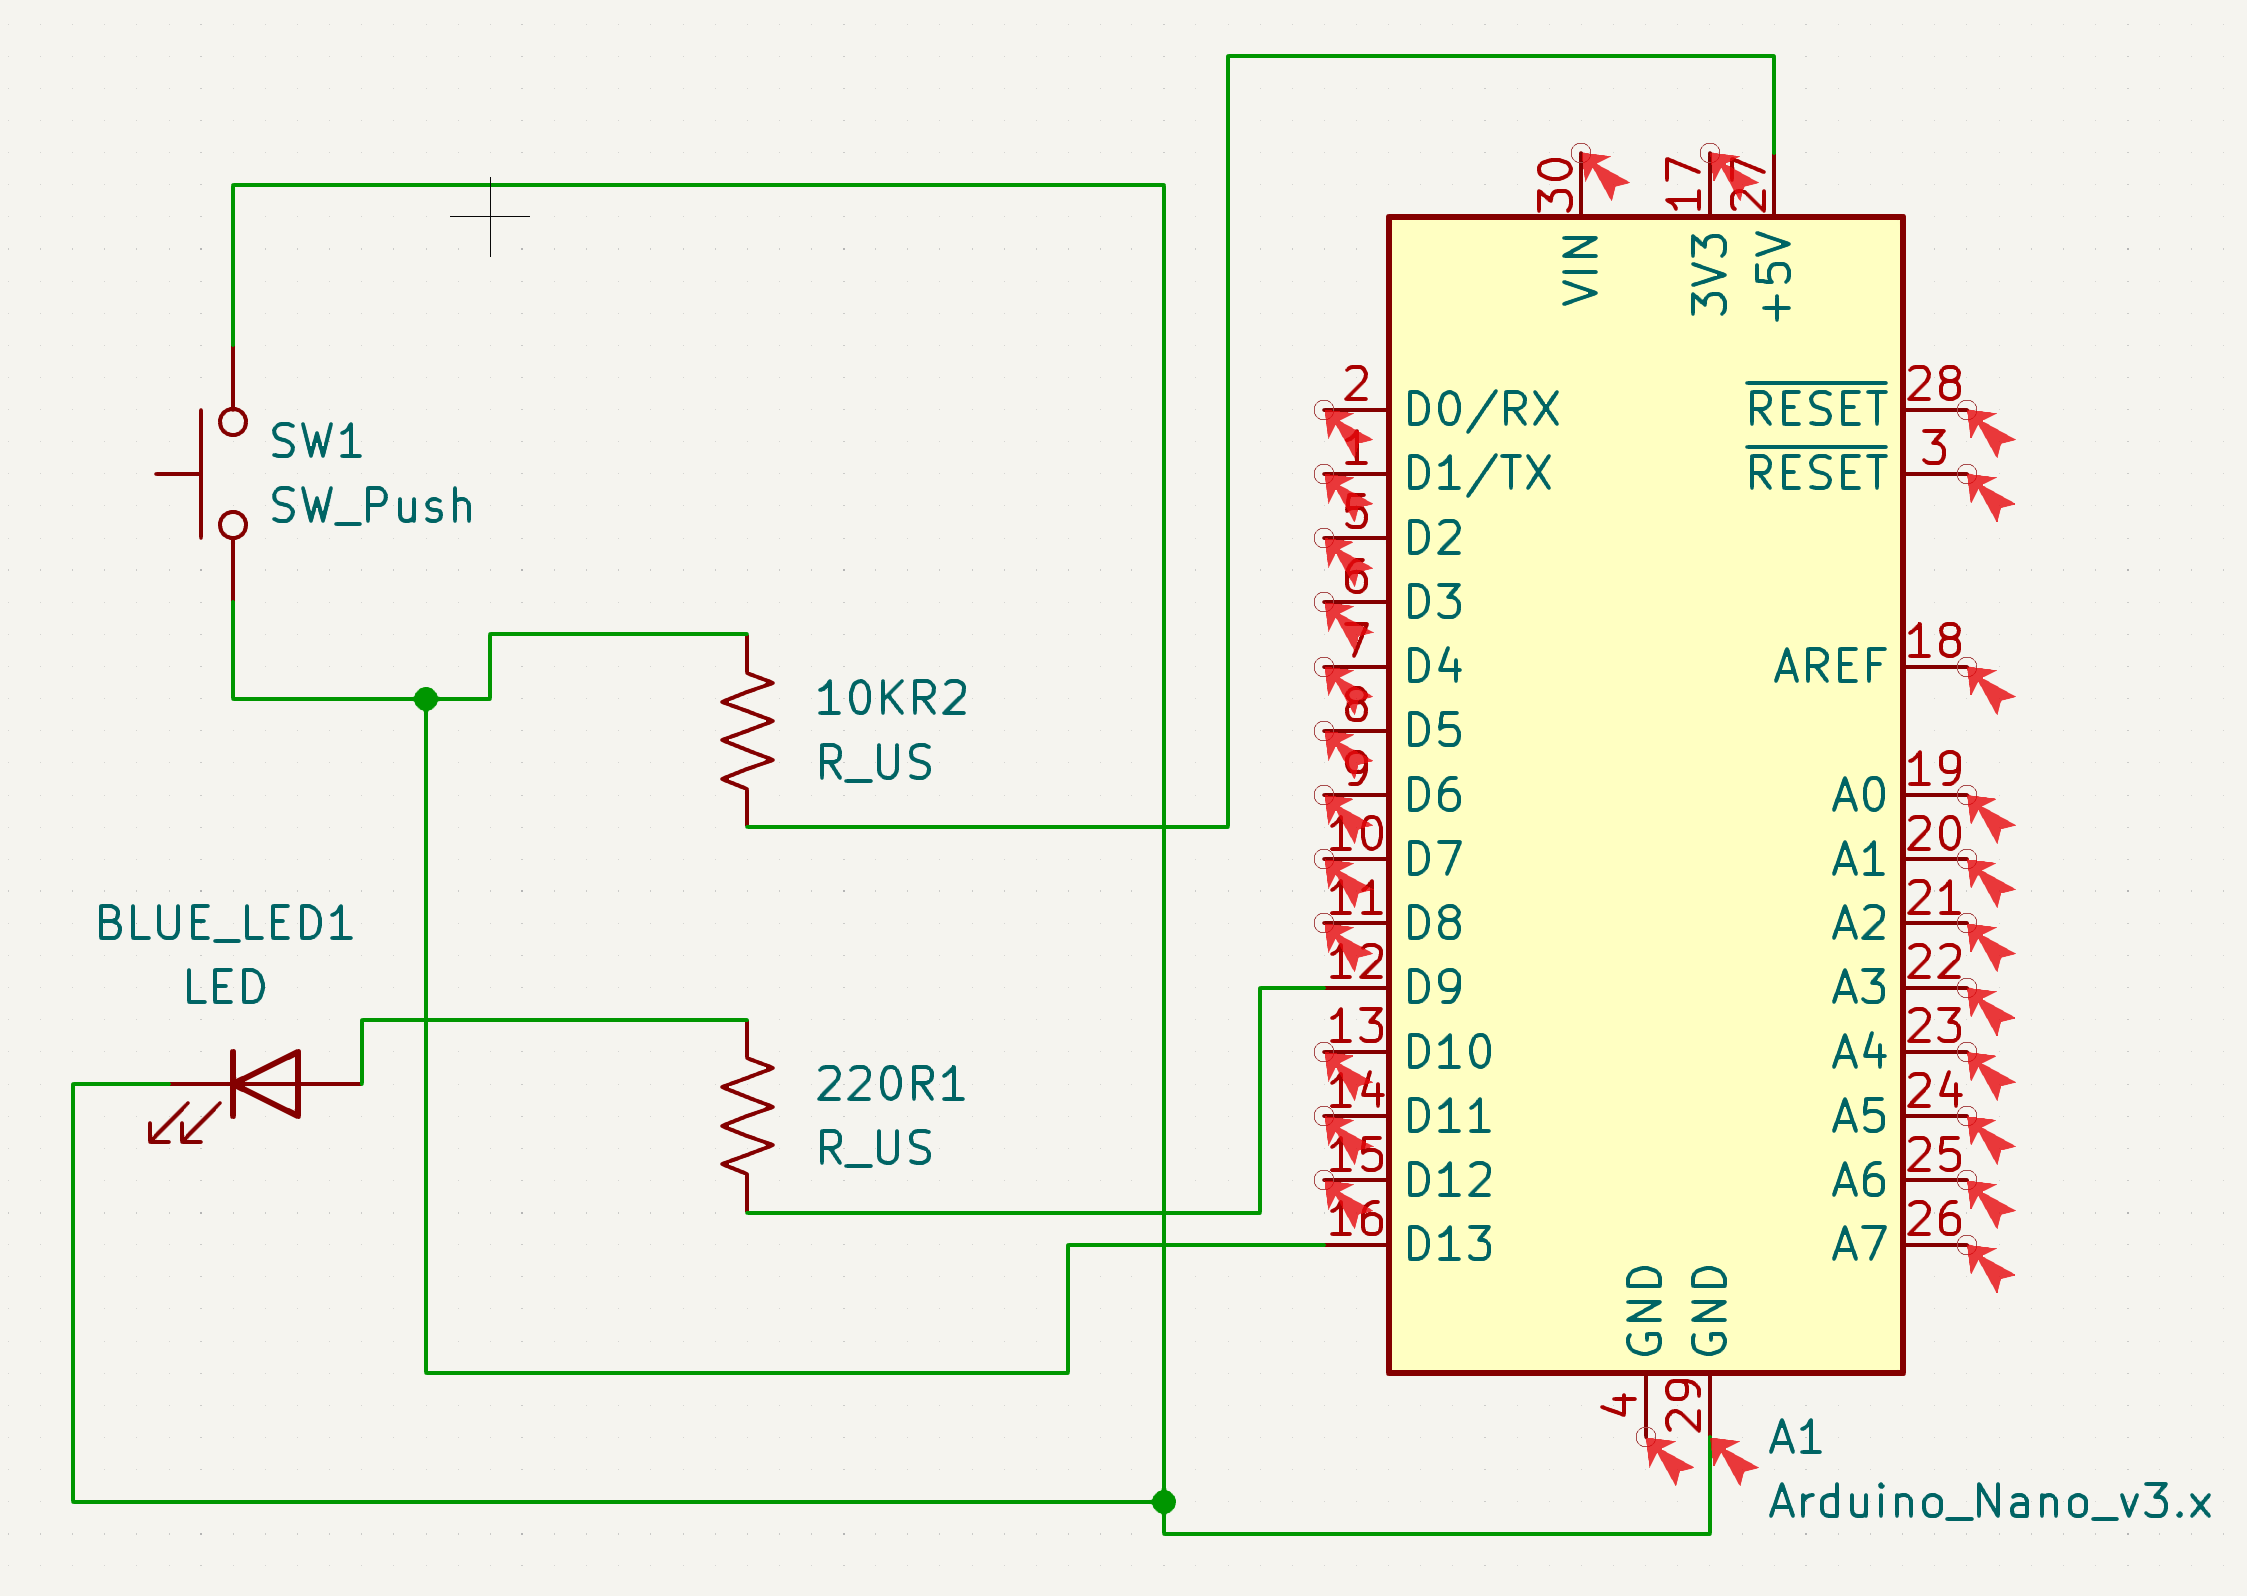 30
17
27
VIN
3V3
+5V
2
D0/RX
RESET
28
1
D1/TX
RESET
3
SW1
SW_Push
5
D2
6
D3
7
D4
AREF
18
10KR2
R_US
8
D5
9
D6
A0
19
10
D7
A1
20
11
D8
A2
21
BLUE_LED1
LED
12
D9
A3
22
13
D10
A4
23
220R1
R_US
14
D11
A5
24
15
D12
A6
25
16
D13
A7
26
GND
GND
4
29
A1
Arduino_Nano_v3.x